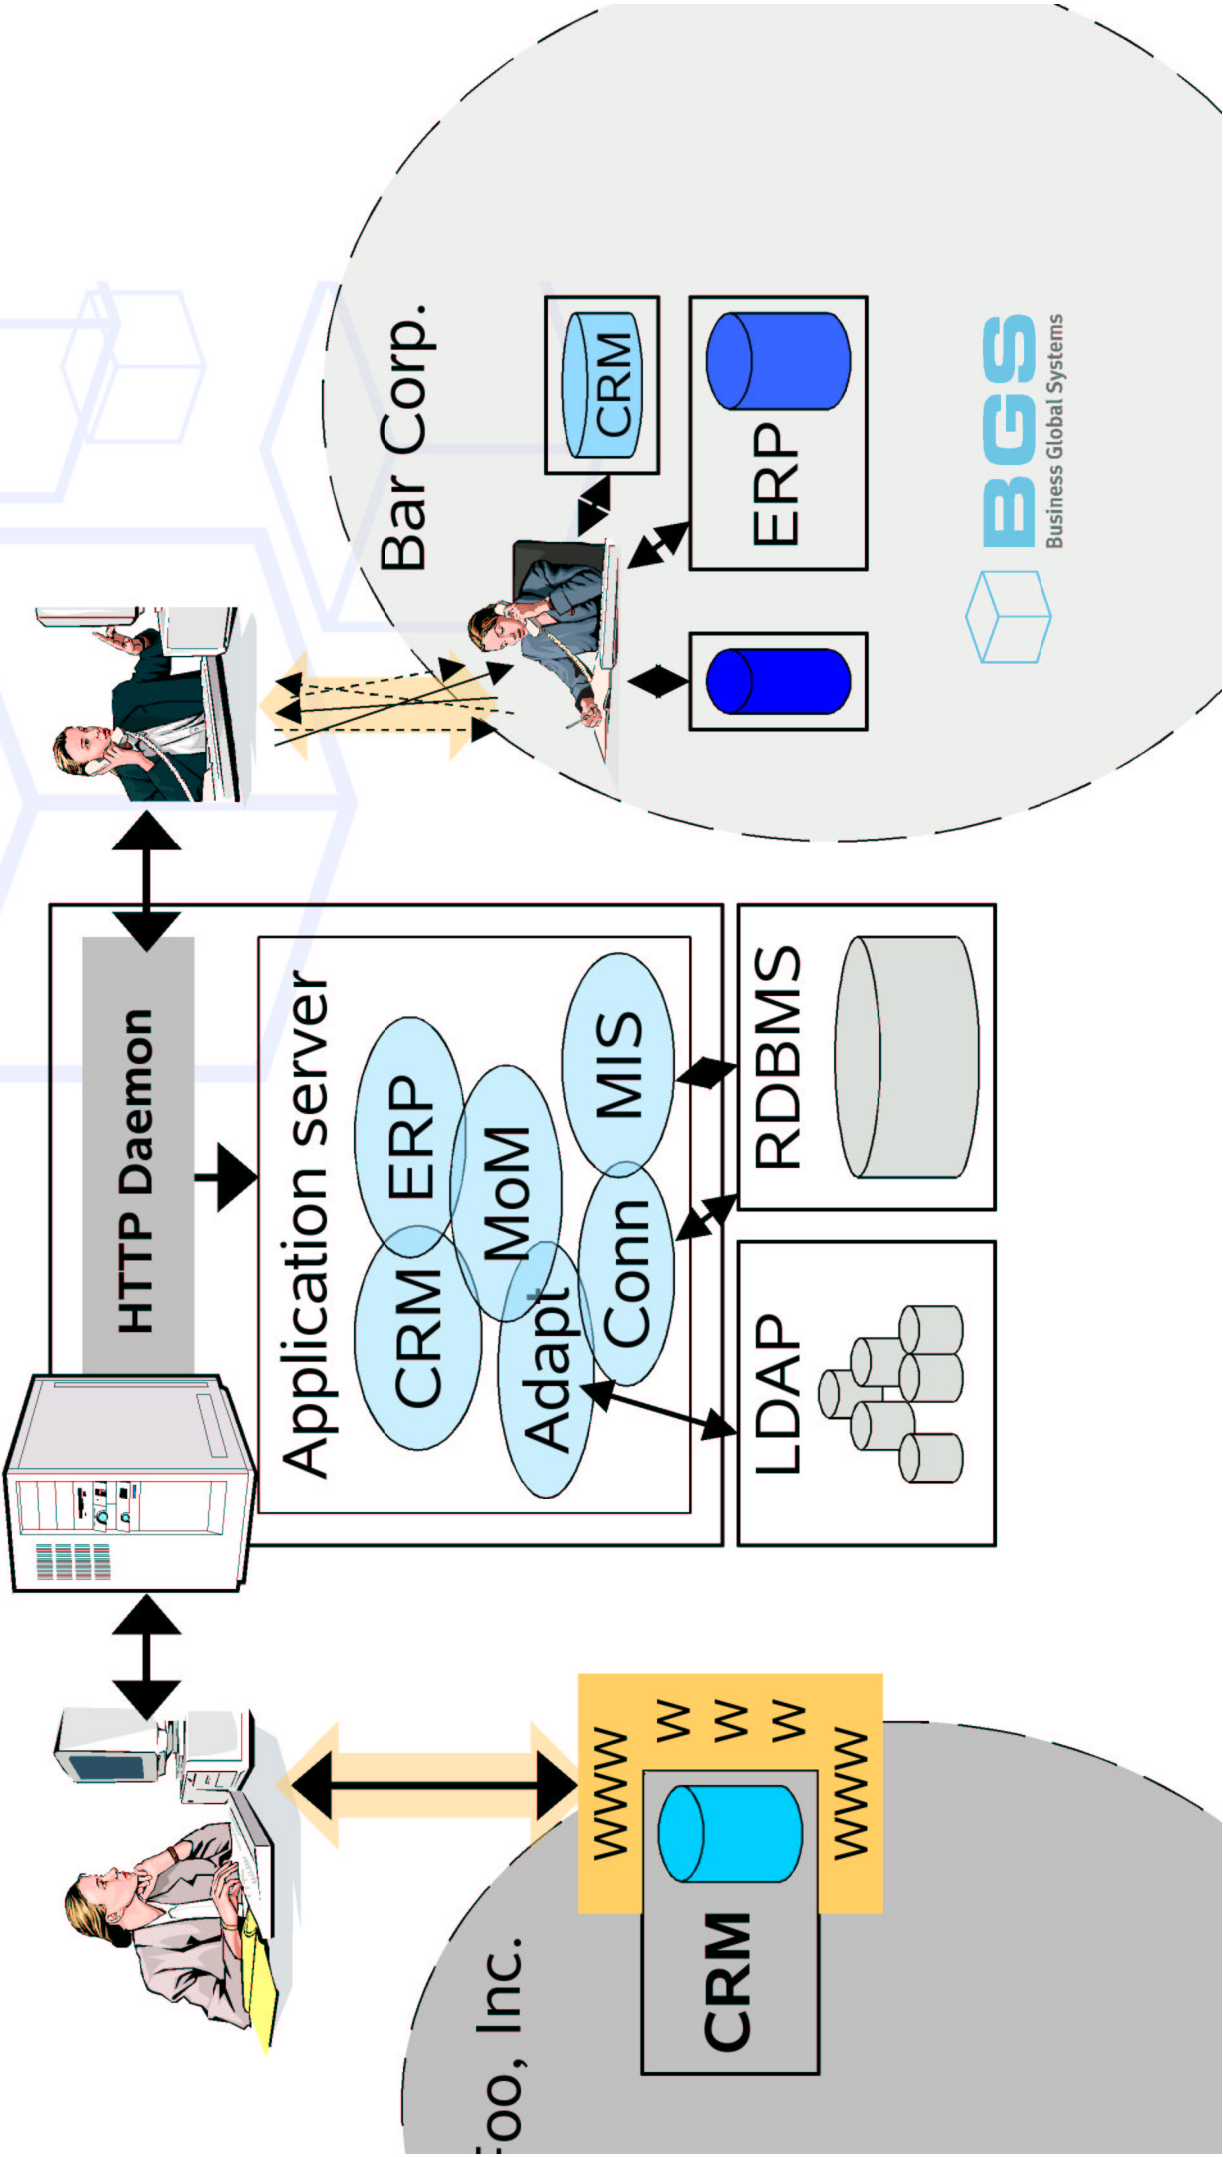 HTTP Daemon
Application server
CRM
ERP
MoM
Adapt
Conn
MIS
LDAP
RDBMS
Foo, Inc.
WWW
W
W
W
WWW
CRM
Bar Corp.
CRM
ERP
BGS
Business Global Systems